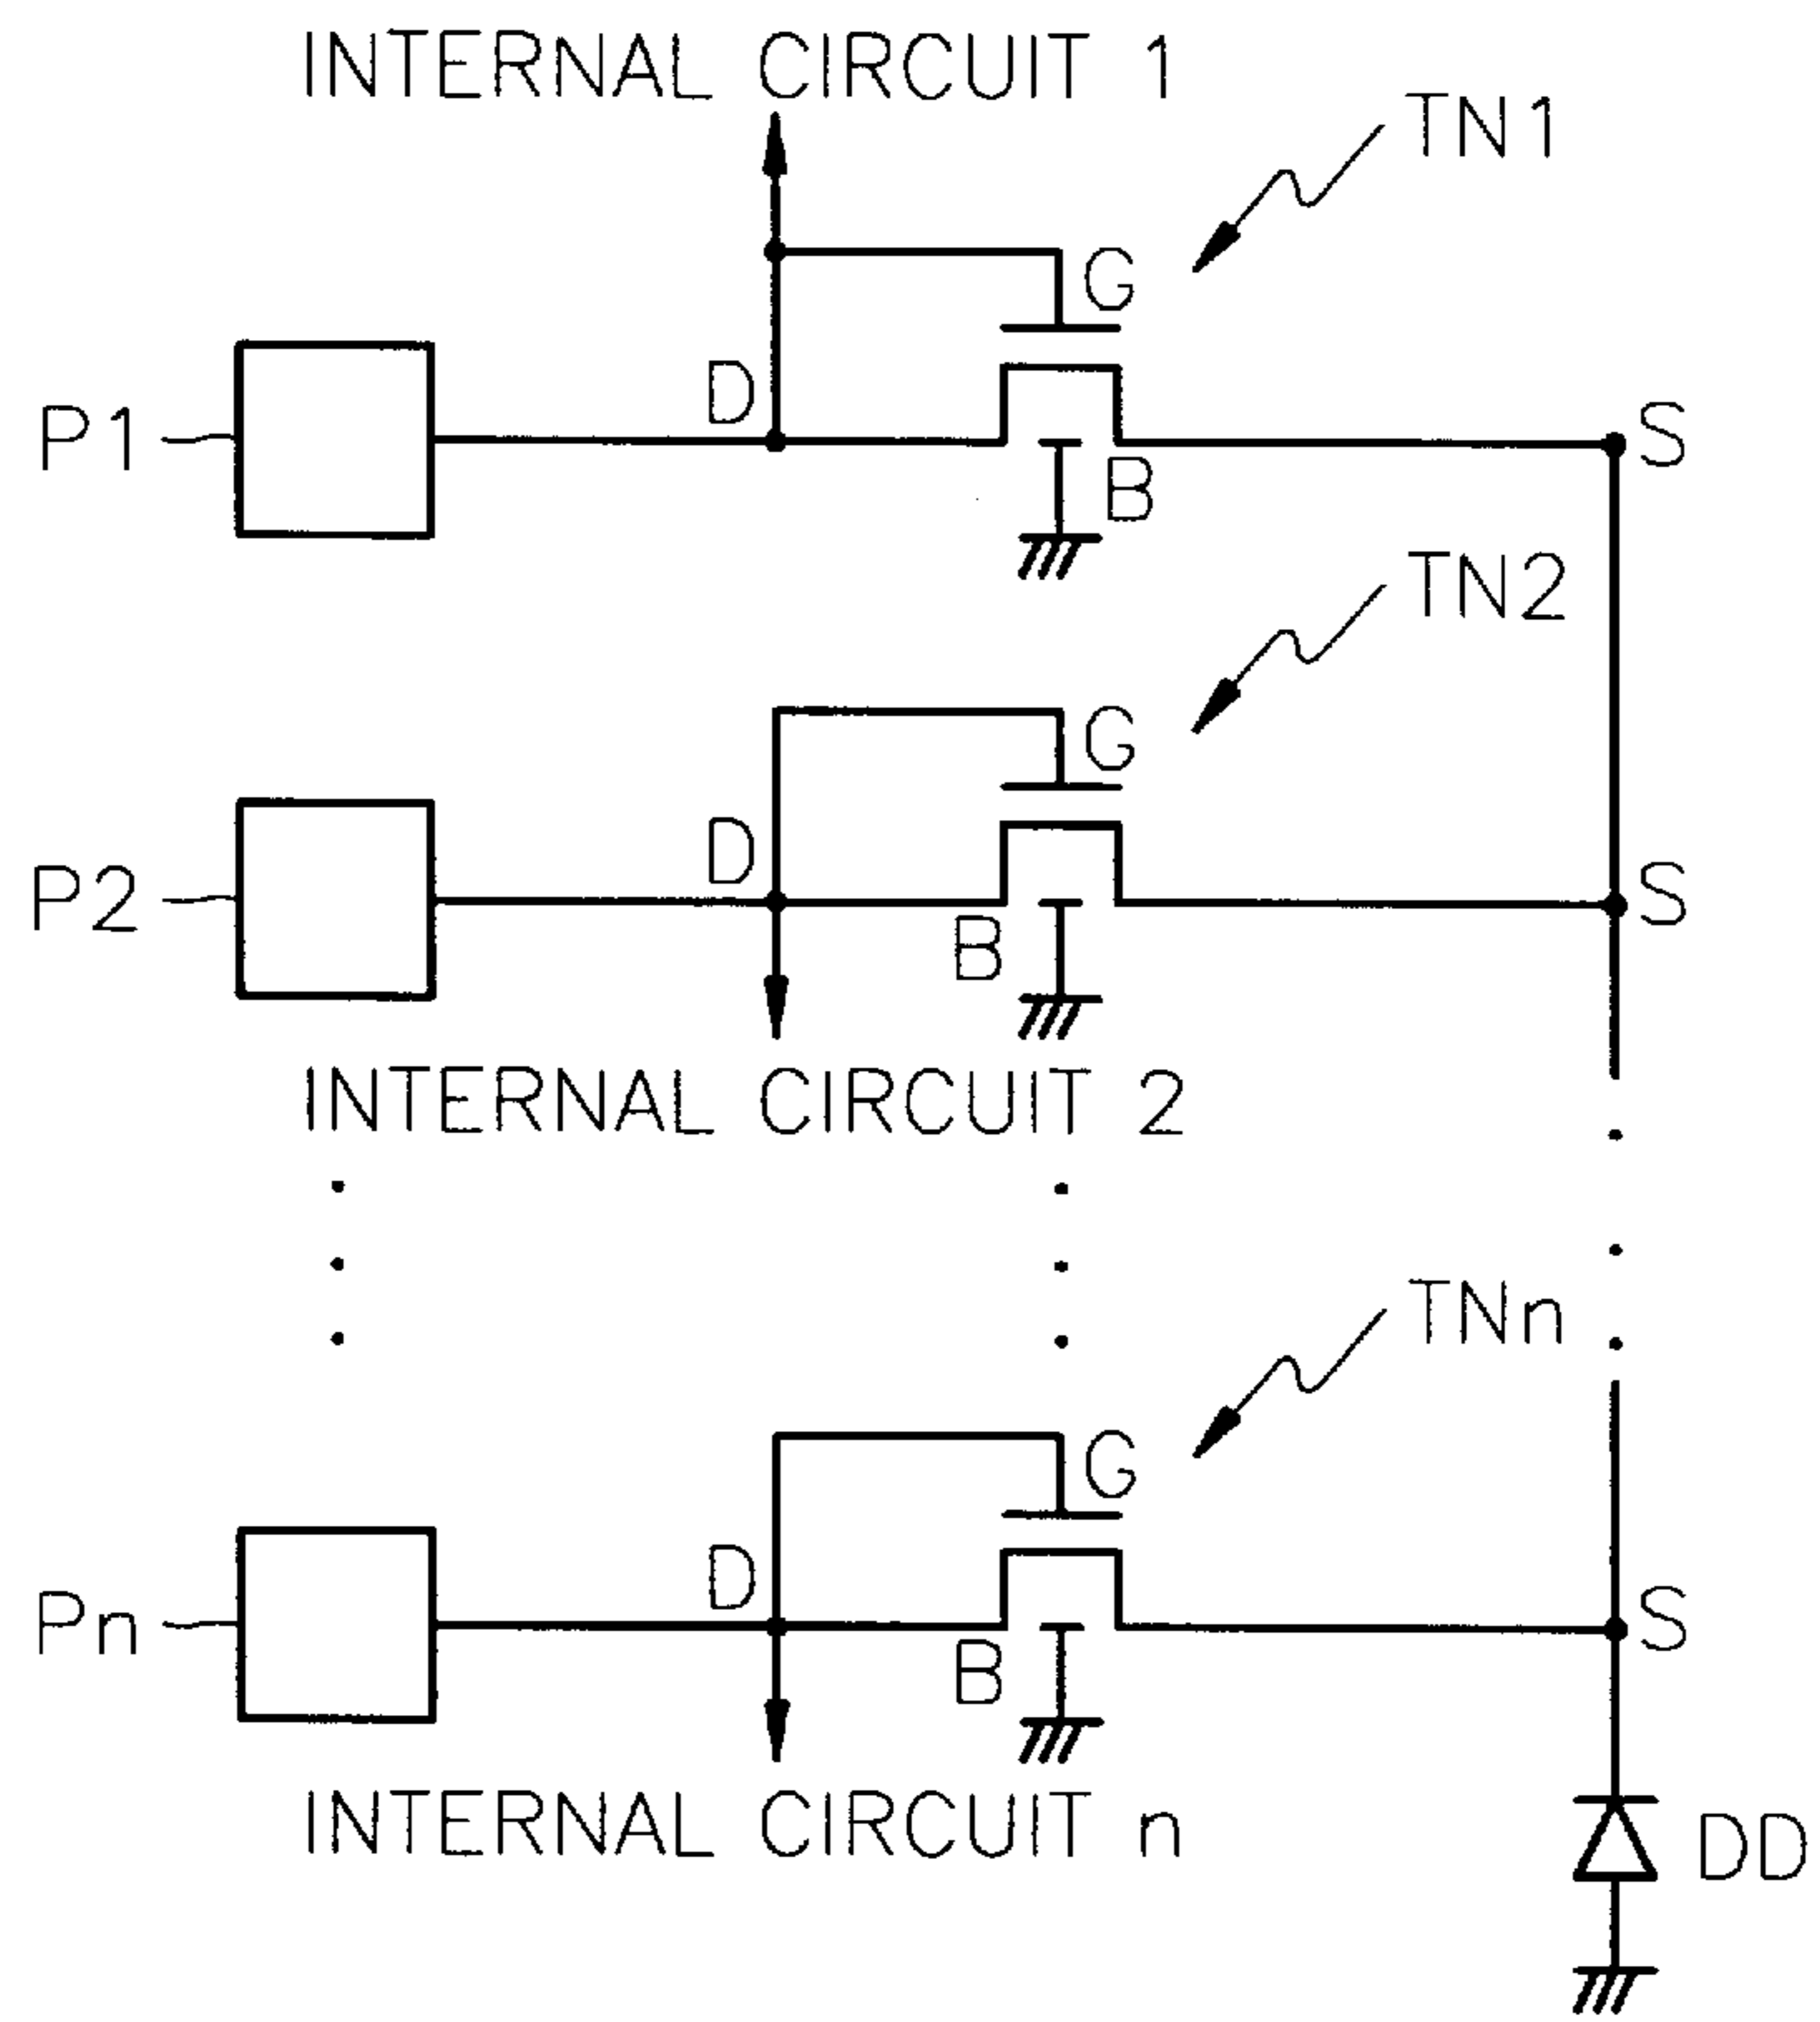 INTERNAL CIRCUIT 1
TN1
G
D
P1
S
B
TN2
G
D
P2
S
B
INTERNAL CIRCUIT 2
TNn
G
D
Pn
S
B
INTERNAL CIRCUIT n
DD